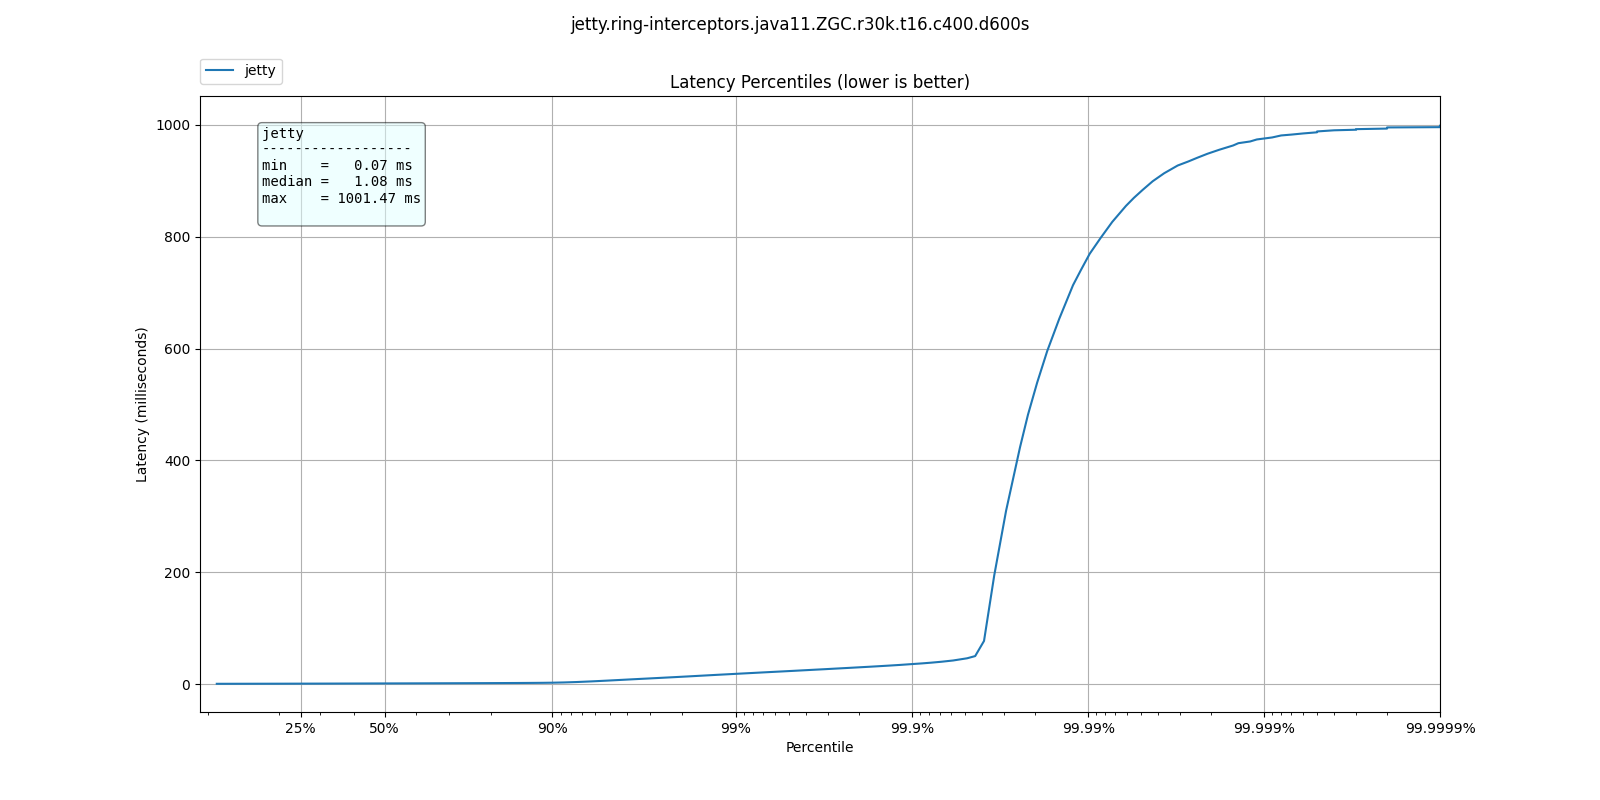 jetty.ring-interceptors.java11.ZGC.r30k.t16.c400.d600s
jetty
Latency Percentiles (lower is better)
1000
800
600
400
200
0
Latency (milliseconds)
jetty
------------------
min    =   0.07 ms
median =   1.08 ms
max    = 1001.47 ms
25% 50% 90% 99% 99.9% 99.99% 99.999% 99.9999%
Percentile